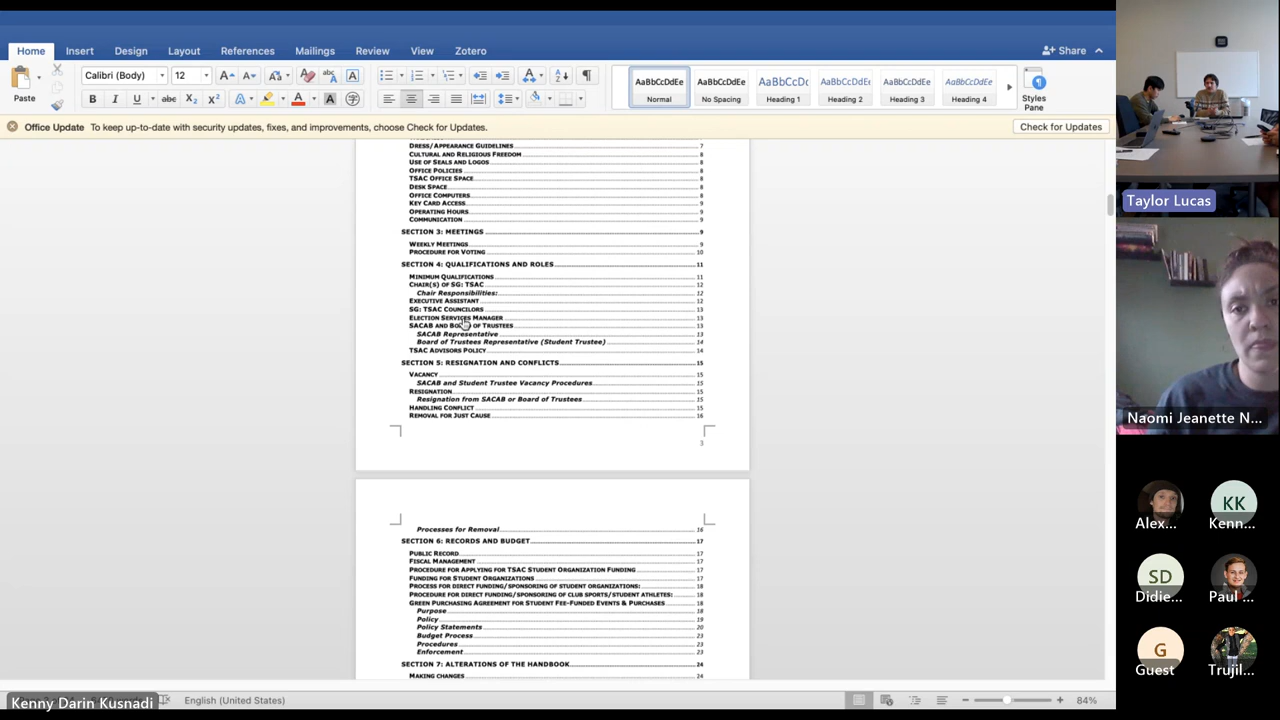 Home Insert Design Layout References Mailings Review View Zotero Share
Calibri (Body) 12 AaBbCcDdEe AaBbCcDdEe AaBbCcDc AaBbCcDdEe AaBbCcDdEe AaBbCcDdEe
Paste Normal No Spacing Heading 1 Heading 2 Heading 3 Heading 4 Styles Pane
Office Update To keep up-to-date with security updates, fixes, and improvements, choose Check for Updates. Check for Updates
DRESS/APPEARANCE GUIDELINES 7
CULTURAL AND RELIGIOUS FREEDOM 8
USE OF SEALS AND LOGOS 8
OFFICE POLICIES 8
TSAC OFFICE SPACE 8
DESK SPACE 8
OFFICE COMPUTERS 8
KEY CARD ACCESS 9
OPERATING HOURS 9
COMMUNICATION 9
SECTION 3: MEETINGS 9
WEEKLY MEETINGS 9
PROCEDURE FOR VOTING 10
SECTION 4: QUALIFICATIONS AND ROLES 11
MINIMUM QUALIFICATIONS 11
CHAIR(S) OF SG: TSAC 12
Chair Responsibilities: 12
EXECUTIVE ASSISTANT 12
SG: TSAC COUNCILORS 13
ELECTION SERVICES MANAGER 13
SACAB AND BOARD OF TRUSTEES 13
SACAB Representative 13
Board of Trustees Representative (Student Trustee) 14
TSAC ADVISORS POLICY 14
SECTION 5: RESIGNATION AND CONFLICTS 15
VACANCY 15
SACAB and Student Trustee Vacancy Procedures 15
RESIGNATION 15
Resignation from SACAB or Board of Trustees 15
HANDLING CONFLICT 15
REMOVAL FOR JUST CAUSE 16
3
Processes for Removal 16
SECTION 6: RECORDS AND BUDGET 17
PUBLIC RECORD 17
FISCAL MANAGEMENT 17
PROCEDURE FOR APPLYING FOR TSAC STUDENT ORGANIZATION FUNDING 17
FUNDING FOR STUDENT ORGANIZATIONS 17
PROCESS FOR DIRECT FUNDING/SPONSORING OF STUDENT ORGANIZATIONS: 18
PROCEDURE FOR DIRECT FUNDING/SPONSORING OF CLUB SPORTS/STUDENT ATHLETES: 18
GREEN PURCHASING AGREEMENT FOR STUDENT FEE-FUNDED EVENTS & PURCHASES 18
Purpose 18
Policy 19
Policy Statements 20
Budget Process 23
Procedures 23
Enforcement 23
SECTION 7: ALTERATIONS OF THE HANDBOOK 24
MAKING CHANGES 24
Kenny Darin Kusnadi English (United States) 84%
Taylor Lucas
Naomi Jeanette N...
Alex... KK Kenn...
SD Didie... Paul ...
G Guest Trujil...